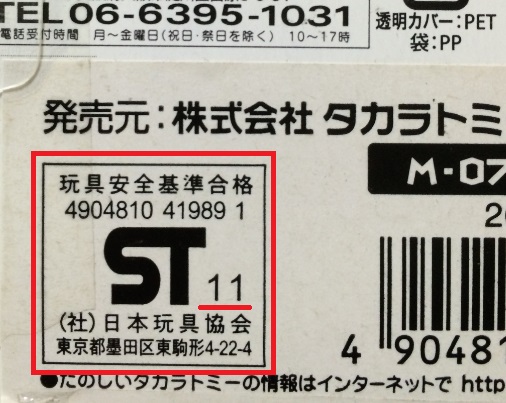 TEL 06-6395-1031
電話受付時間 月～金曜日(祝日・祭日を除く) 10～17時
透明カバー:PET
袋:PP
発売元:株式会社 タカラトミ
M-07
玩具安全基準合格
4904810 41989 1
ST 11
(社)日本玩具協会
東京都墨田区東駒形4-22-4
4 90481
●たのしいタカラトミーの情報はインターネットで http